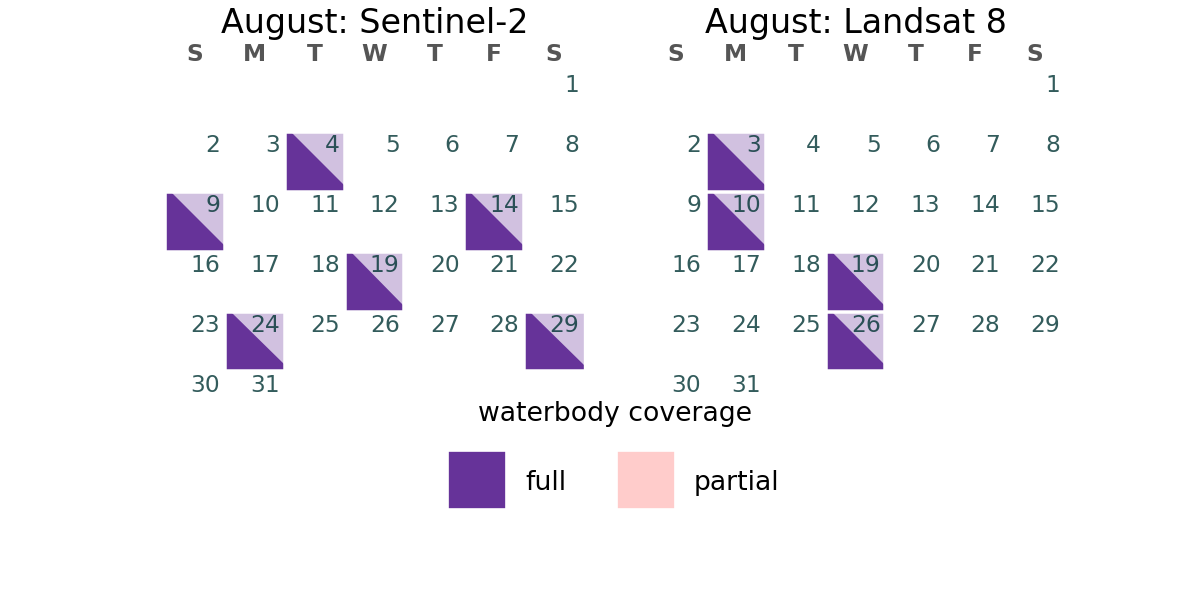 August: Sentinel-2
S M T W T F S
1
2 3 4 5 6 7 8
9 10 11 12 13 14 15
16 17 18 19 20 21 22
23 24 25 26 27 28 29
30 31
August: Landsat 8
S M T W T F S
1
2 3 4 5 6 7 8
9 10 11 12 13 14 15
16 17 18 19 20 21 22
23 24 25 26 27 28 29
30 31
waterbody coverage
full partial